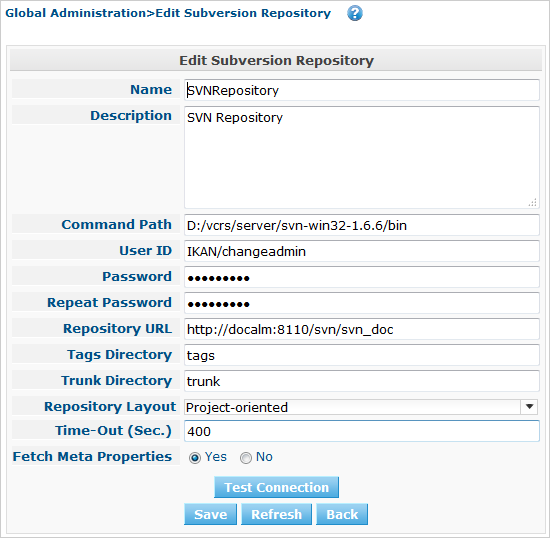 Global Administration>Edit Subversion Repository ?
Edit Subversion Repository
Name SVNRepository
Description SVN Repository
Command Path D:/vcrs/server/svn-win32-1.6.6/bin
User ID IKAN/changeadmin
Password •••••••••
Repeat Password •••••••••
Repository URL http://docalm:8110/svn/svn_doc
Tags Directory tags
Trunk Directory trunk
Repository Layout Project-oriented
Time-Out (Sec.) 400
Fetch Meta Properties Yes No
Test Connection
Save Refresh Back